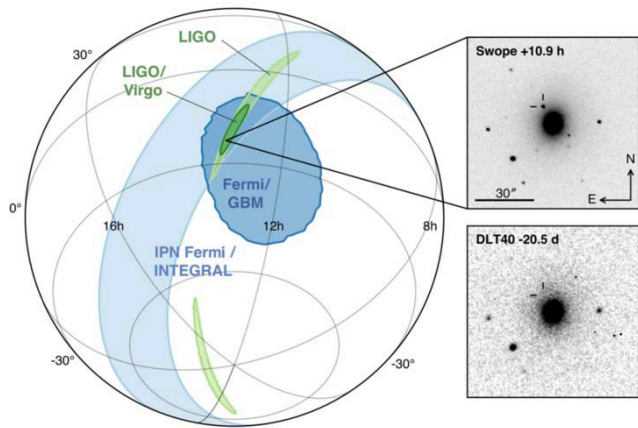 30°
LIGO
LIGO/
Virgo
Fermi/
GBM
0°
16h
12h
8h
IPN Fermi /
INTEGRAL
-30°
-30°
Swope +10.9 h
N
30"
E
DLT40 -20.5 d